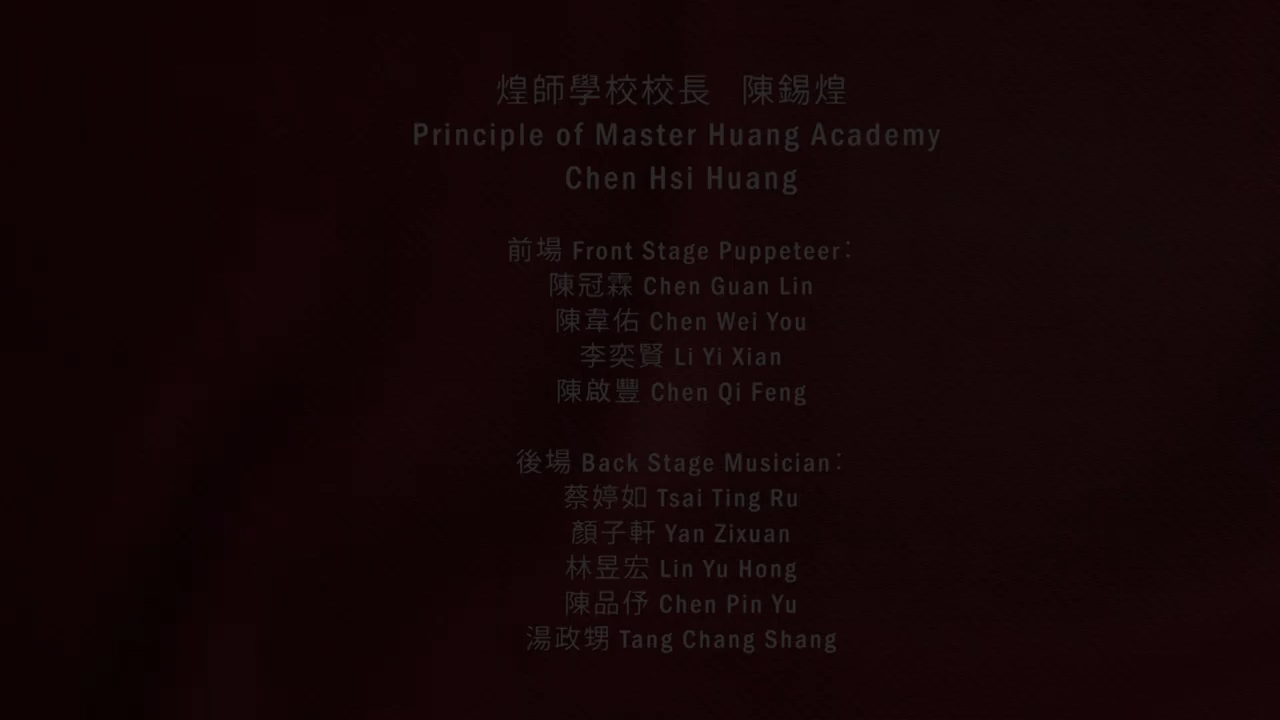 煌師學校校長 陳錫煌
Principle of Master Huang Academy
Chen Hsi Huang
前場 Front Stage Puppeteer:
陳冠霖 Chen Guan Lin
陳韋佑 Chen Wei You
李奕賢 Li Yi Xian
陳啟豐 Chen Qi Feng
後場 Back Stage Musician:
蔡婷如 Tsai Ting Ru
顏子軒 Yan Zixuan
林昱宏 Lin Yu Hong
陳品伃 Chen Pin Yu
湯政甥 Tang Chang Shang